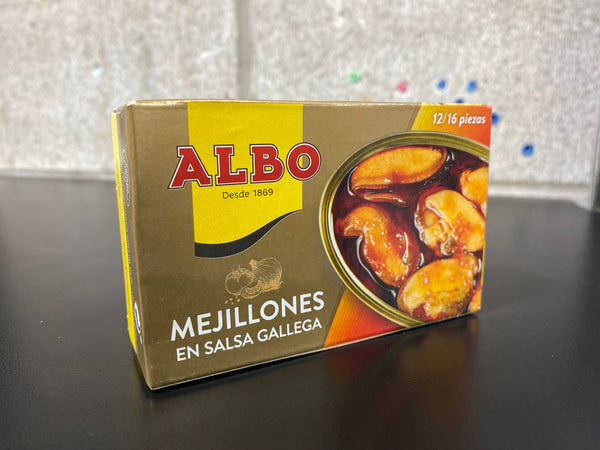 12/16 piezas
ALBO
Desde 1869
MEJILLONES
EN SALSA GALLEGA